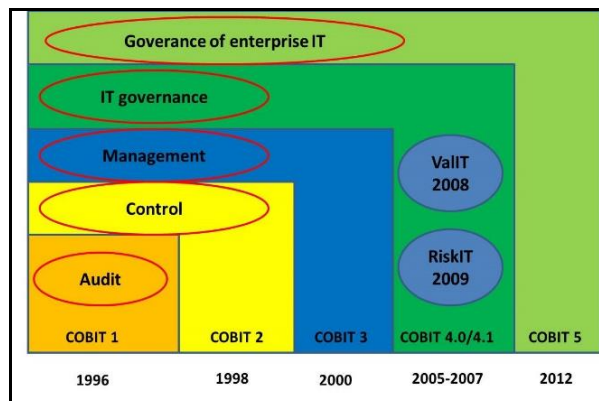 Goverance of enterprise IT
IT governance
Management
Control
Audit
ValIT
2008
RiskIT
2009
COBIT 1
COBIT 2
COBIT 3
COBIT 4.0/4.1
COBIT 5
1996
1998
2000
2005-2007
2012